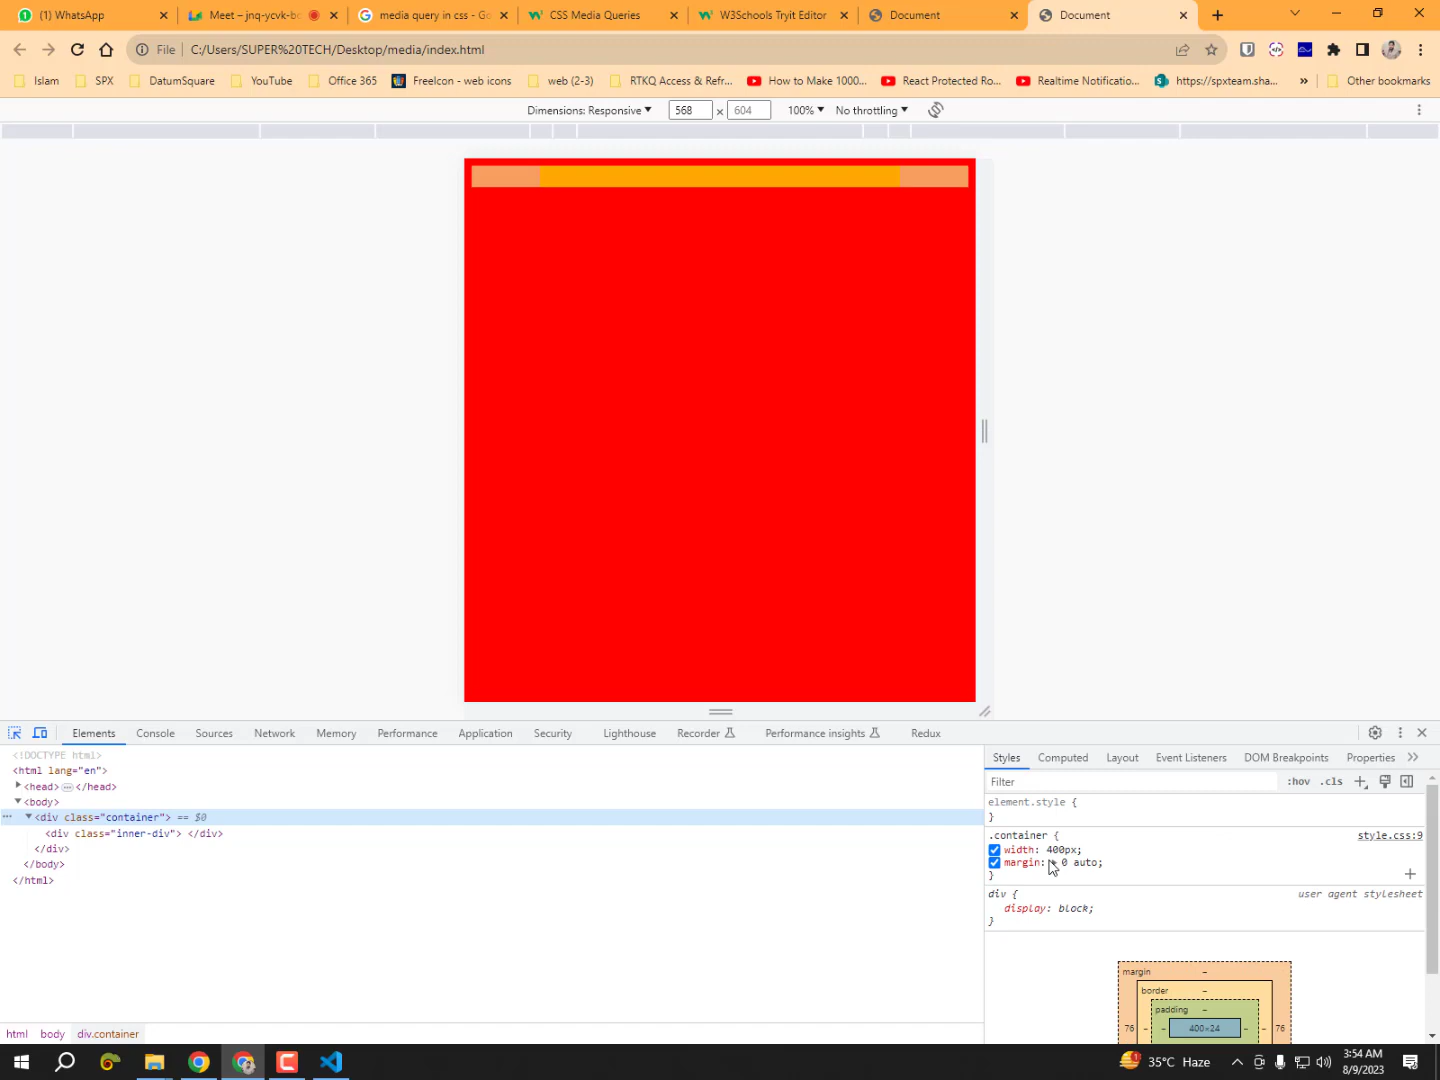 (1) WhatsApp
Meet – jnq-ycvk-b
media query in css - Go
CSS Media Queries
W3Schools Tryit Editor
Document
Document
File
C:/Users/SUPER%20TECH/Desktop/media/index.html
Islam
SPX
DatumSquare
YouTube
Office 365
FreeIcon - web icons
web (2-3)
RTKQ Access & Refr...
How to Make 1000...
React Protected Ro...
Realtime Notificatio...
https://spxteam.sha...
»
Other bookmarks
Dimensions: Responsive
568
×
604
100%
No throttling
Elements
Console
Sources
Network
Memory
Performance
Application
Security
Lighthouse
Recorder
Performance insights
Redux
<!DOCTYPE html>
<html lang="en">
<head> ... </head>
<body>
... <div class="container"> == $0
<div class="inner-div"> </div>
</div>
</body>
</html>
html
body
div.container
Styles
Computed
Layout
Event Listeners
DOM Breakpoints
Properties
»
Filter
:hov
.cls
element.style {
}
.container {
style.css:9
width: 400px;
margin: 0 auto;
}
div {
user agent stylesheet
display: block;
}
margin
–
border
–
padding
–
76
–
–
400×24
–
–
76
35°C Haze
3:54 AM
8/9/2023